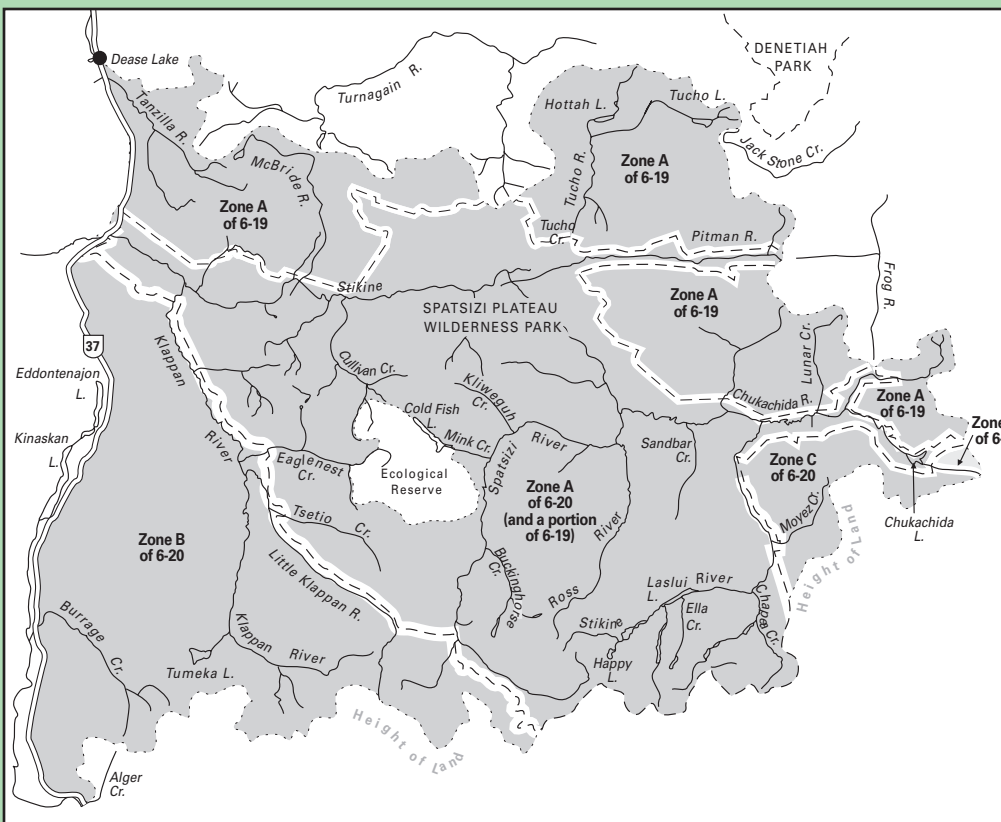 DENETIAH
PARK
Dease Lake
Turnagain R.
Hottah L.
Tucho L.
Tanzilla R.
Jack Stone Cr.
McBride R.
Tucho R.
Zone A
of 6-19
Zone A
of 6-19
Tucho
Cr.
Pitman R.
Stikine
Frog R.
Zone A
of 6-19
SPATSIZI PLATEAU
WILDERNESS PARK
37
Klappan
River
Lunar Cr.
Eddontenajon
L.
Cullivan Cr.
Kliweguh
Cr.
Chukachida R.
Zone A
of 6-19
Cold Fish
L.
Mink Cr.
Spatsizi
River
Sandbar
Cr.
Zone
of 6-
Kinaskan
L.
Eaglenest
Cr.
Ecological
Reserve
Zone C
of 6-20
Zone A
of 6-20
(and a portion
of 6-19)
Moyez Cr.
Chukachida
L.
Tsetio Cr.
Height of Land
Zone B
of 6-20
Little Klappan R.
Buckinghorse
Cr.
Ross River
Laslui
L.
River
Stikine
Ella
Cr.
Chapea Cr.
Burrage Cr.
Klappan River
Happy
L.
Tumeka L.
Height of Land
Alger
Cr.